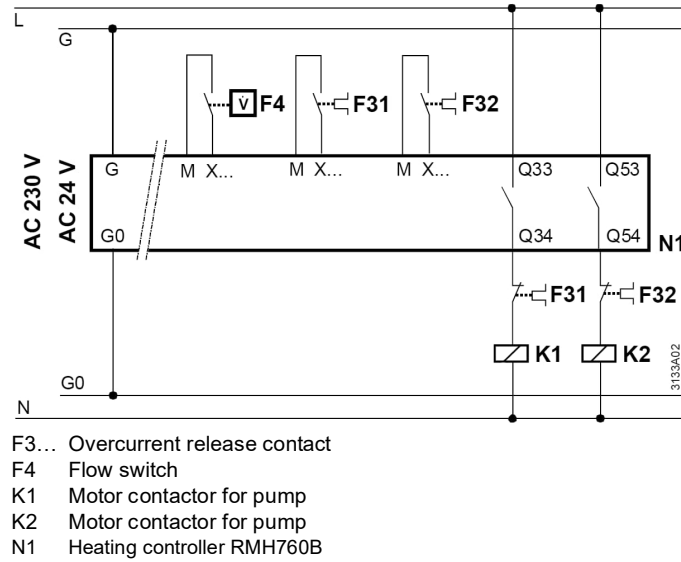 L
G
V̇ F4 F31 F32
AC 230 V
AC 24 V
G M X... M X... M X... Q33 Q53
G0 Q34 Q54 N1
F31 F32
K1 K2
3133A02
G0
N
F3... Overcurrent release contact
F4 Flow switch
K1 Motor contactor for pump
K2 Motor contactor for pump
N1 Heating controller RMH760B